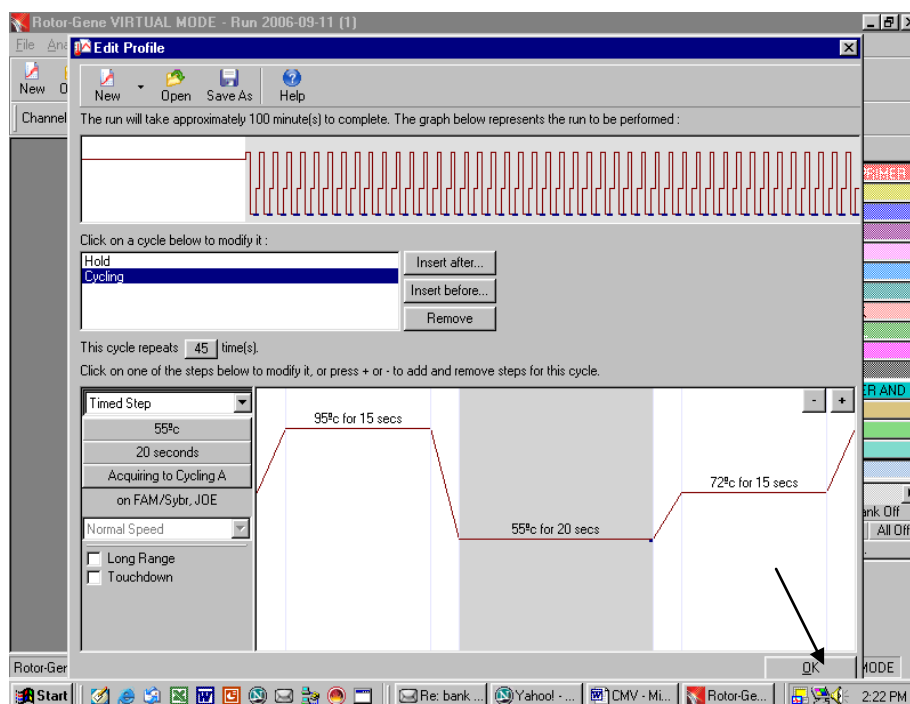 Rotor-Gene VIRTUAL MODE - Run 2006-09-11 (1)
File Ana
Edit Profile
New
New Open Save As Help
Channel
The run will take approximately 100 minute(s) to complete. The graph below represents the run to be performed :
Click on a cycle below to modify it :
Hold
Cycling
Insert after...
Insert before...
Remove
This cycle repeats 45 time(s).
Click on one of the steps below to modify it, or press + or - to add and remove steps for this cycle.
Timed Step
- +
55ºc
20 seconds
Acquiring to Cycling A
on FAM/Sybr, JOE
Normal Speed
Long Range
Touchdown
95ºc for 15 secs
55ºc for 20 secs
72ºc for 15 secs
ER AND
ank Off
All Off
OK
Rotor-Ger
MODE
Start
Re: bank ... Yahoo! - ... CMV - Mi... Rotor-Ge... 2:22 PM